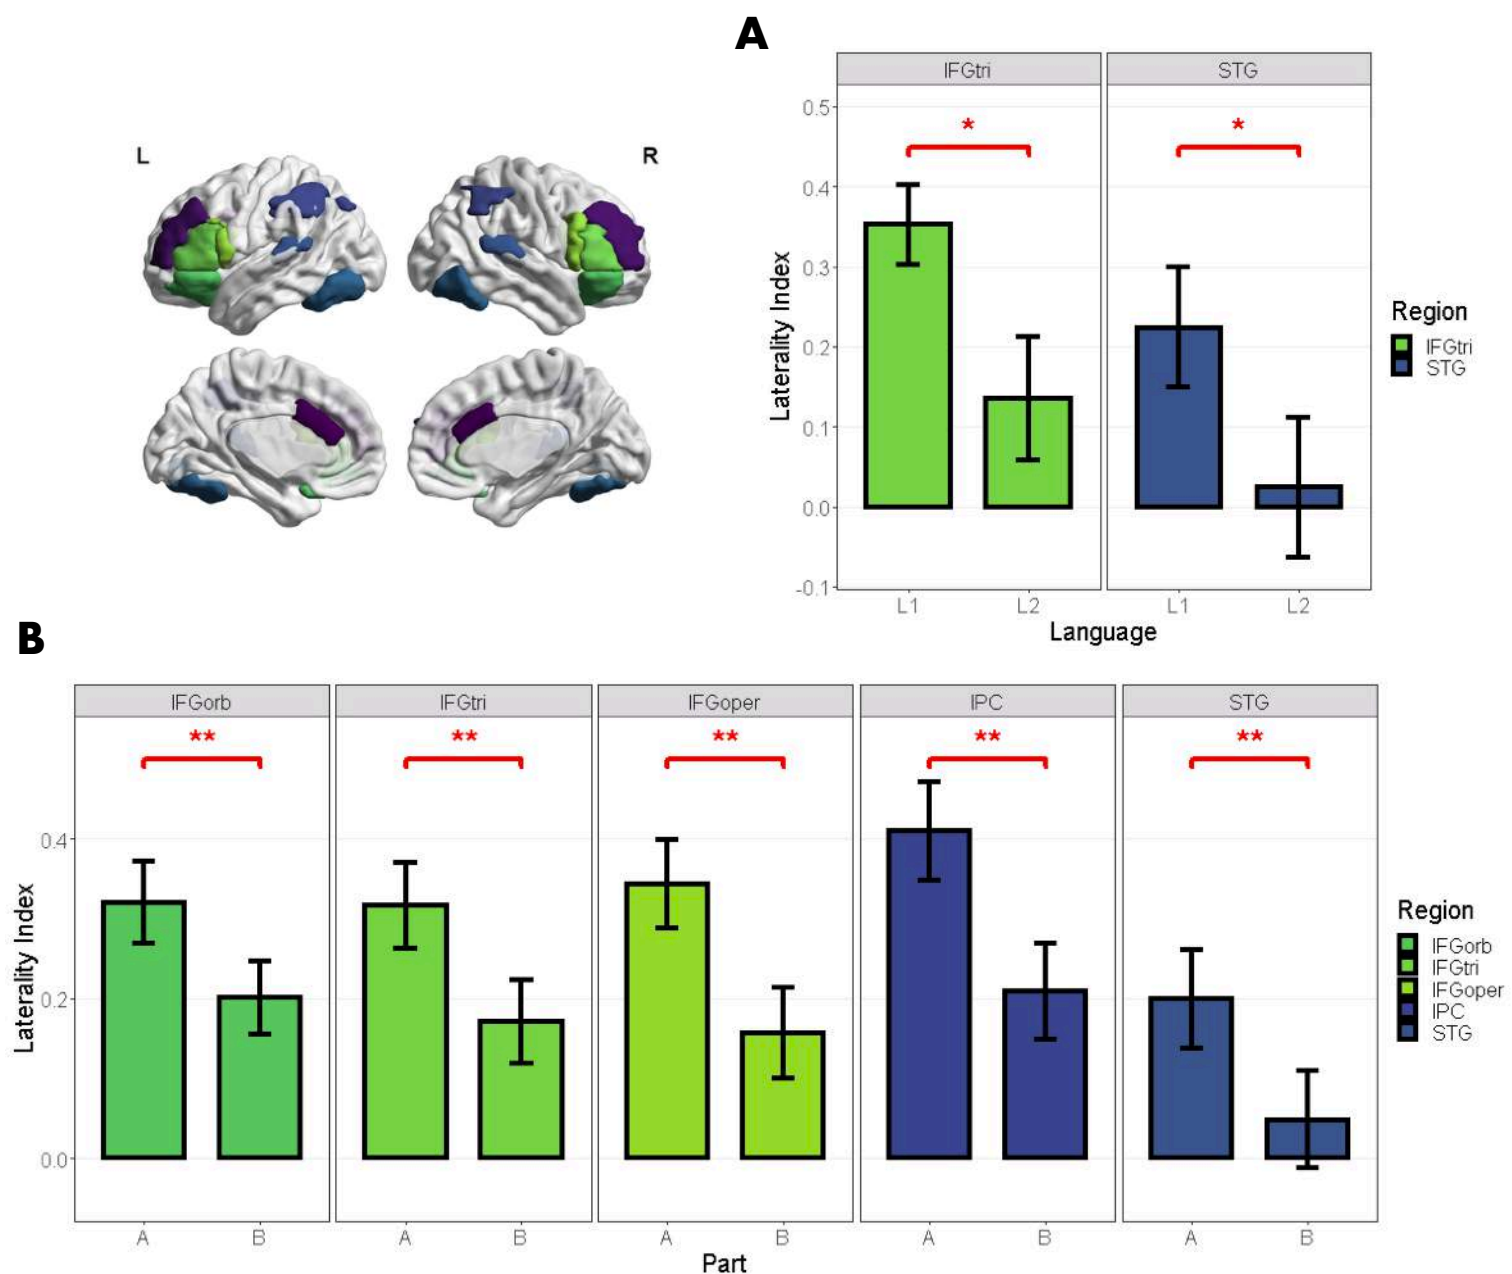 A
L
R
IFGtri
STG
0.5
0.4
0.3
0.2
0.1
0.0
-0.1
*
*
Laterality Index
L1
L2
L1
L2
Language
Region
IFGtri
STG
B
IFGorb
IFGtri
IFGoper
IPC
STG
**
**
**
**
**
0.4
0.2
0.0
Laterality Index
A
B
A
B
A
B
A
B
A
B
Part
Region
IFGorb
IFGtri
IFGoper
IPC
STG